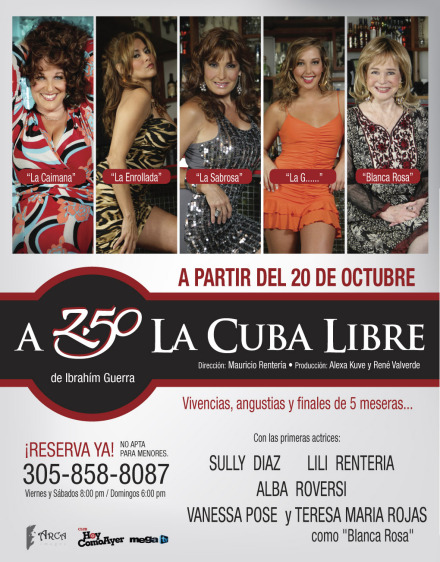 "La Caimana"
"La Enrollada"
"La Sabrosa"
"La G......"
"Blanca Rosa"
A PARTIR DEL 20 DE OCTUBRE
A 2.50 LA CUBA LIBRE
de Ibrahím Guerra
Dirección: Mauricio Renteria • Producción: Alexa Kuve y René Valverde
Vivencias, angustias y finales de 5 meseras...
¡RESERVA YA!
NO APTA
PARA MENORES.
305-858-8087
Viernes y Sábados 8:00 pm / Domingos 6:00 pm
Con las primeras actrices:
SULLY DIAZ LILI RENTERIA
ALBA ROVERSI
VANESSA POSE y TERESA MARIA ROJAS
como "Blanca Rosa"
ARCA
Hoy
Como Ayer
mega